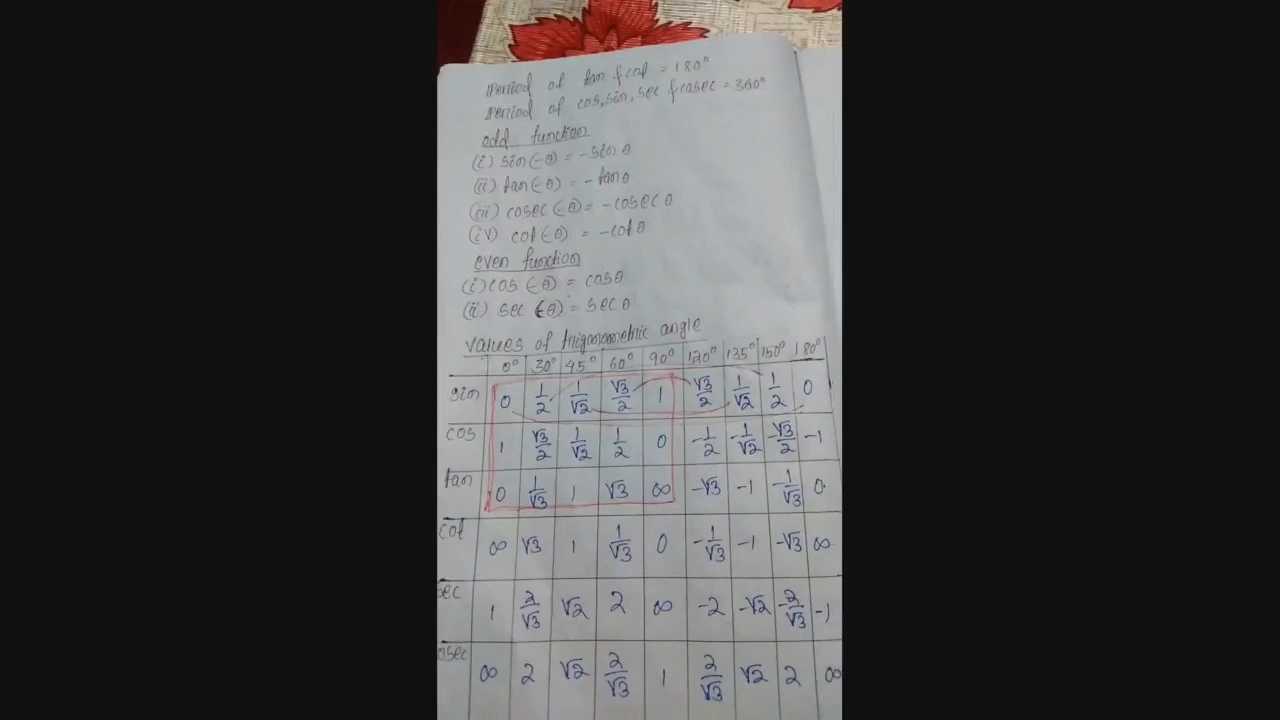 Period of tan & cot = 180°
Period of cos, sin, sec & cosec = 360°
odd function
(i) sin(-θ) = -sin θ
(ii) tan(-θ) = - tan θ
(iii) cosec (-θ) = -cosec θ
(iv) cot(-θ) = -cot θ
even function
(i) cos (-θ) = cosθ
(ii) sec (-θ) = sec θ
values of trigonometric angle
0° 30° 45° 60° 90° 120° 135° 150° 180°
sin 0 1/2 1/√2 √3/2 1 √3/2 1/√2 1/2 0
cos 1 √3/2 1/√2 1/2 0 -1/2 -1/√2 -√3/2 -1
tan 0 1/√3 1 √3 ∞ -√3 -1 -1/√3 0
cot ∞ √3 1 1/√3 0 -1/√3 -1 -√3 ∞
sec 1 2/√3 √2 2 ∞ -2 -√2 -2/√3 -1
osec ∞ 2 √2 2/√3 1 2/√3 √2 2 ∞